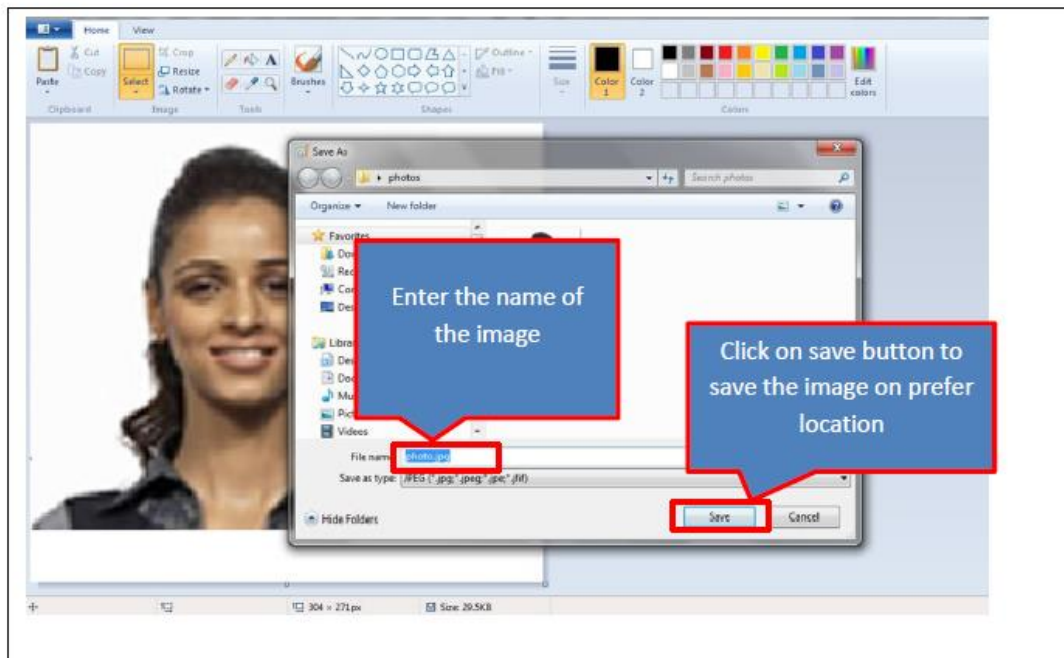 Home View
Cut
Copy
Paste
Clipboard
Crop
Resize
Rotate
Select
Image
Tools
Brushes
Outline
Fill
Shapes
Size
Color 1
Color 2
Edit colors
Colors
Save As
photos
Search photos
Organize New folder
Favorites
Libra
Videos
Enter the name of
the image
Click on save button to
save the image on prefer
location
File name photo.jpg
Save as type: JPEG (*.jpg;*.jpeg;*.jpe;*.jfif)
Hide Folders
Save Cancel
304 × 271px Size: 29.5KB